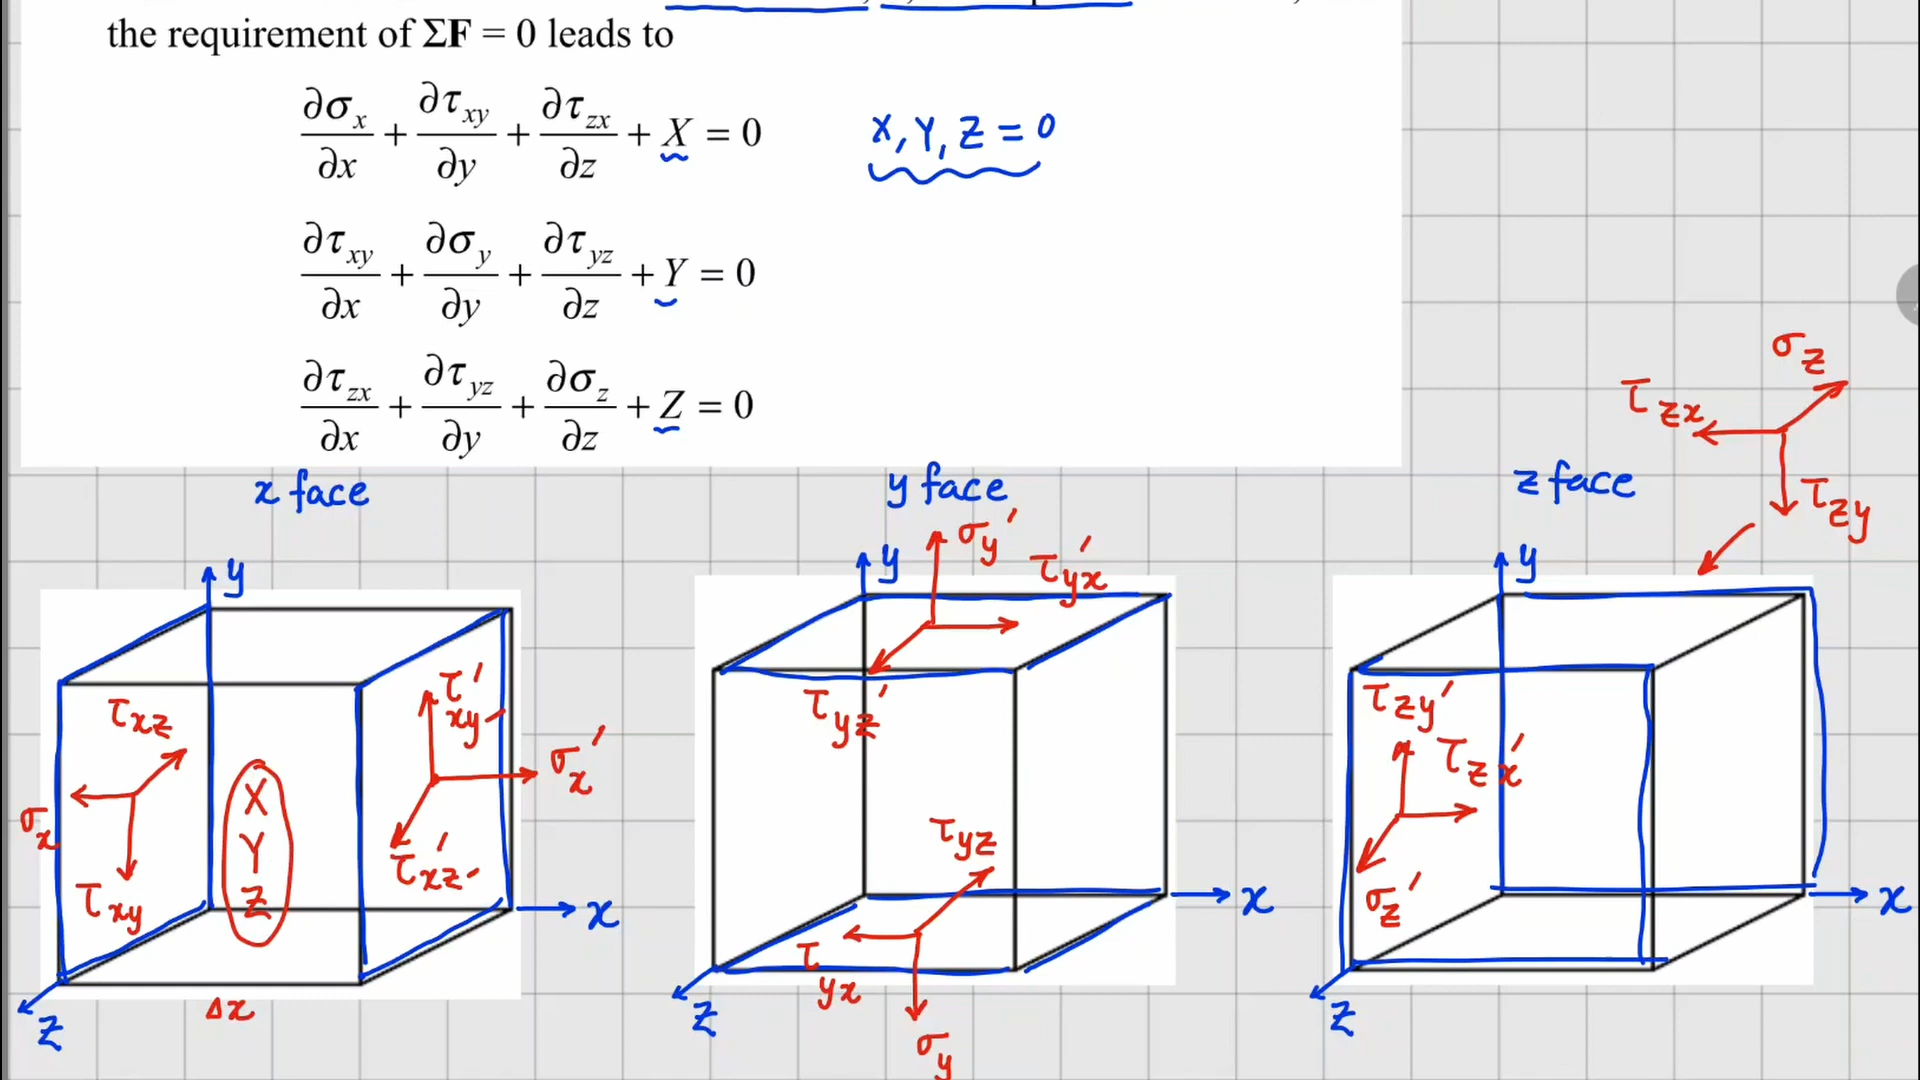 the requirement of ΣF = 0 leads to
∂σx/∂x + ∂τxy/∂y + ∂τzx/∂z + X = 0
X, Y, Z = 0
∂τxy/∂x + ∂σy/∂y + ∂τyz/∂z + Y = 0
∂τzx/∂x + ∂τyz/∂y + ∂σz/∂z + Z = 0
σz
τzx
τzy
x face
y face
z face
y
τxz
σx
τxy
X
Y
Z
τ'xy
σx'
τ'xz
x
z
Δx
y
σy'
τyx'
τyz'
τyz
τyx
σy
x
z
y
τzy'
τzx'
σz'
x
z